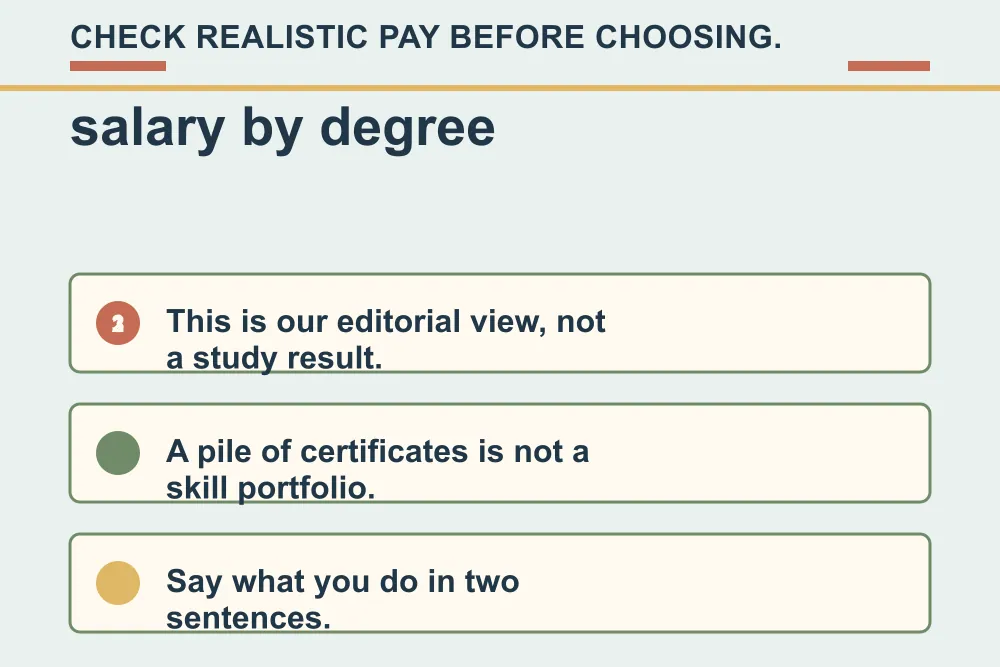 CHECK REALISTIC PAY BEFORE CHOOSING.
salary by degree
This is our editorial view, not
a study result.
A pile of certificates is not a
skill portfolio.
Say what you do in two
sentences.